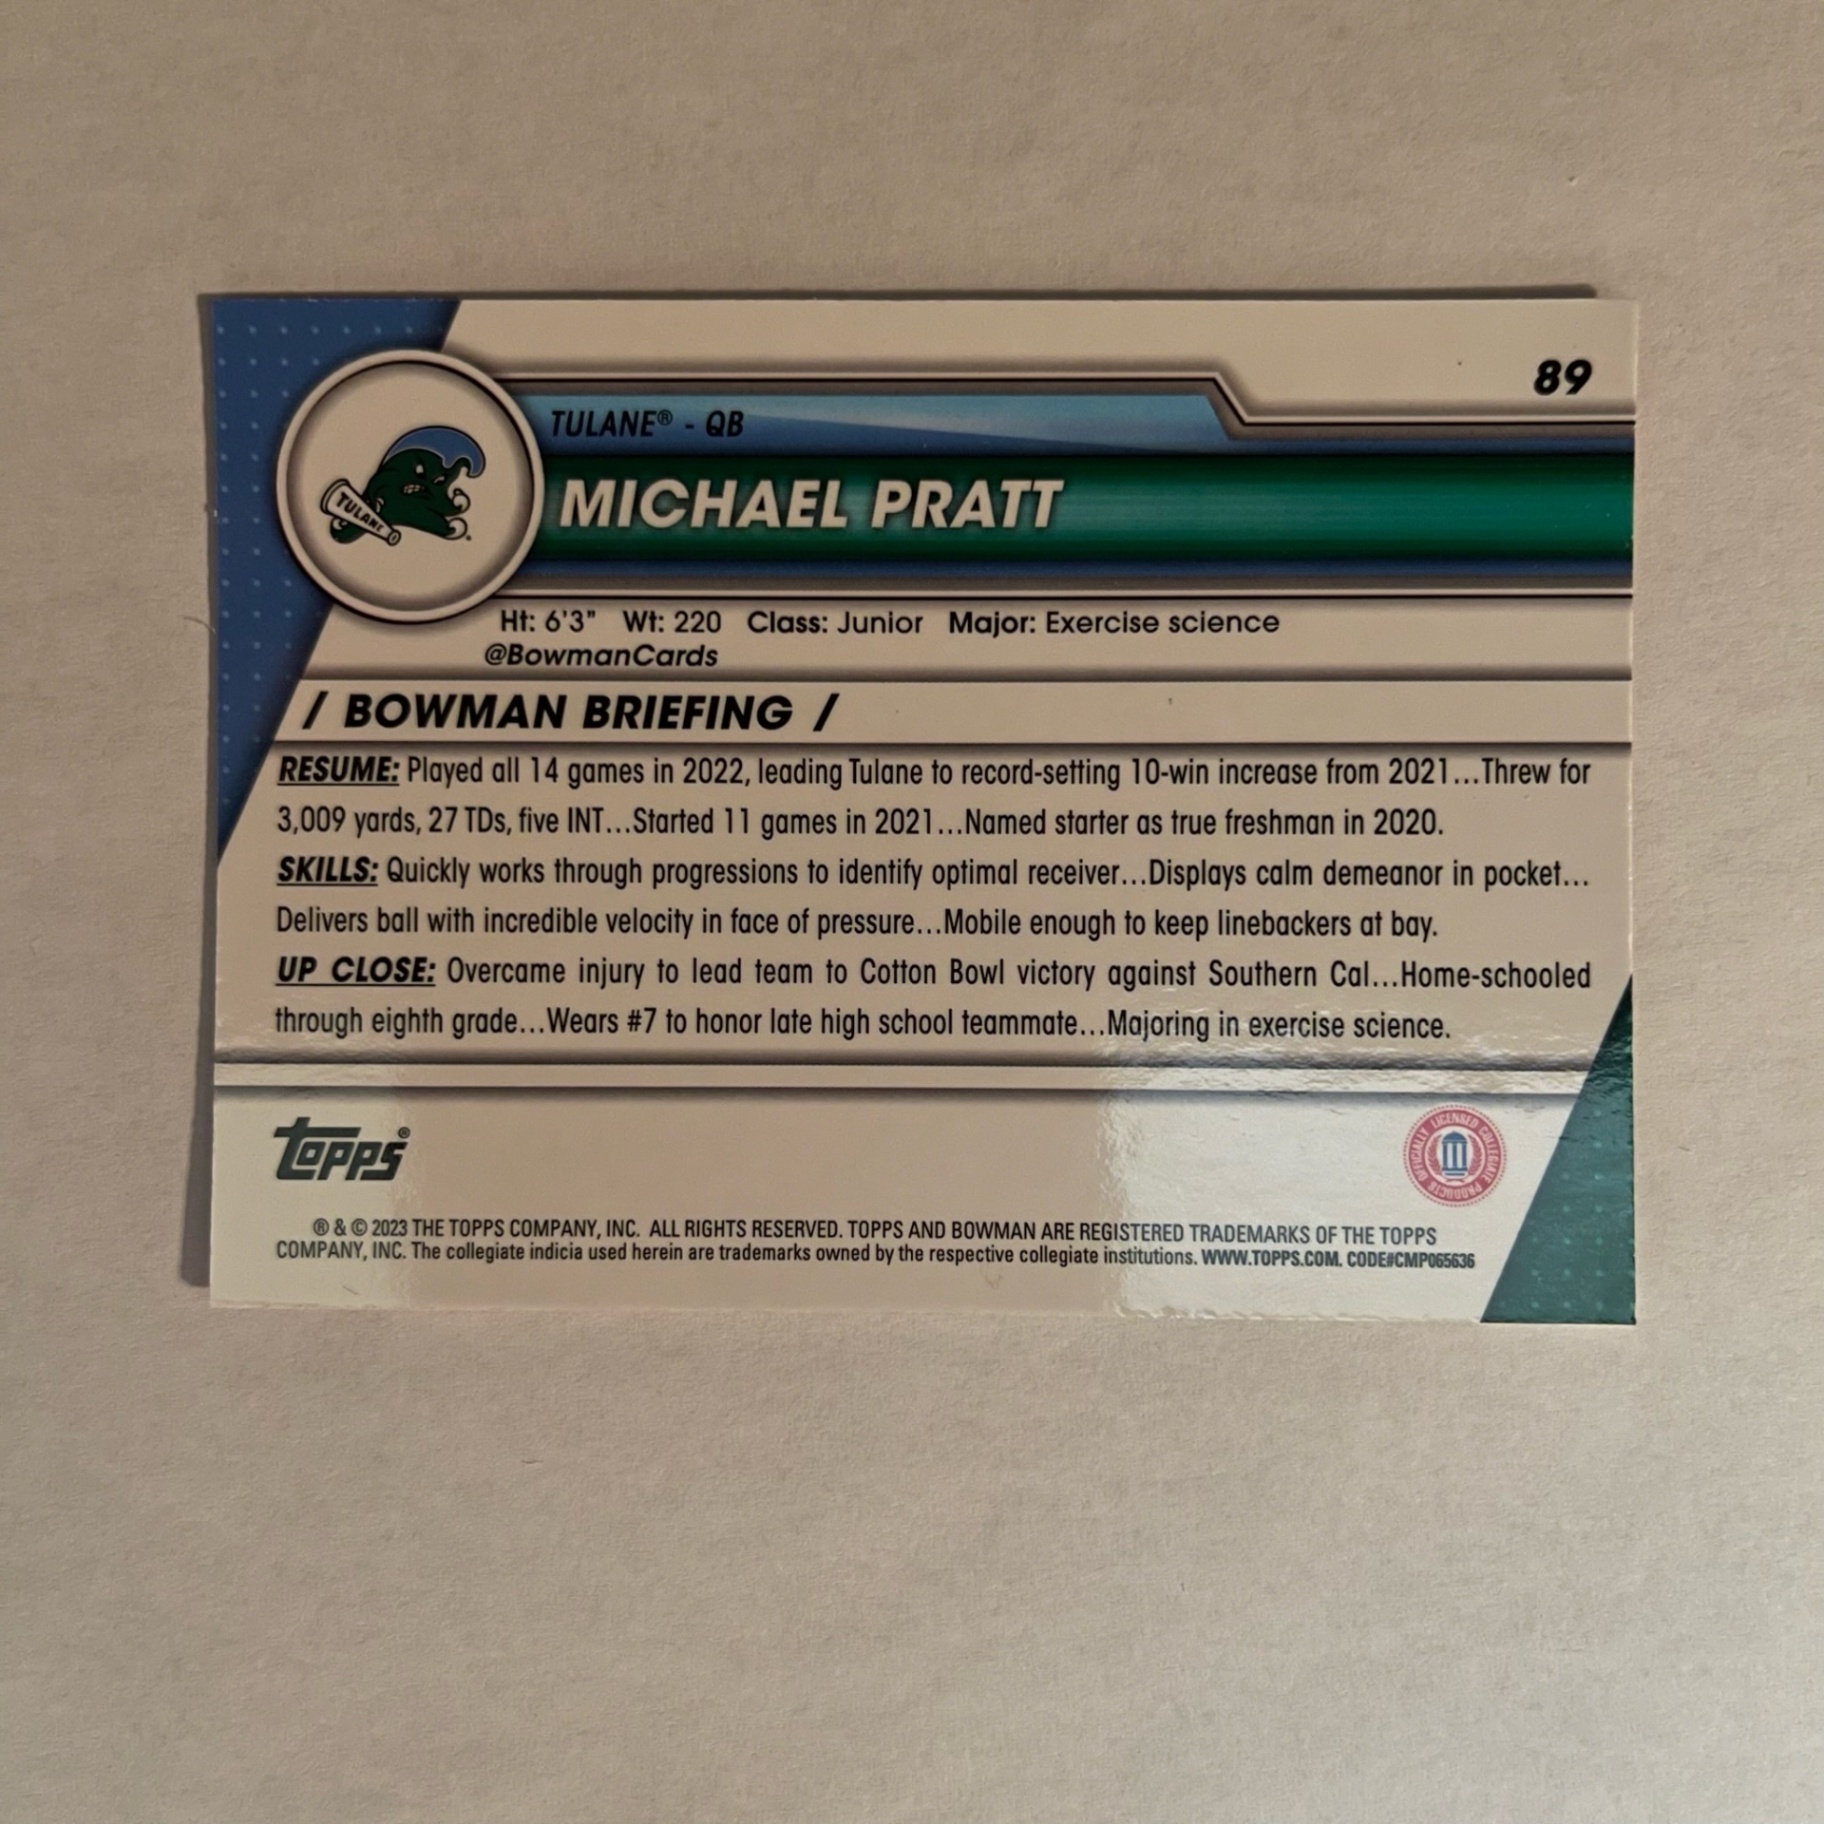 89
TULANE® - QB
TULANE
MICHAEL PRATT
Ht: 6'3" Wt: 220 Class: Junior Major: Exercise science
@BowmanCards
/ BOWMAN BRIEFING /
RESUME: Played all 14 games in 2022, leading Tulane to record-setting 10-win increase from 2021...Threw for
3,009 yards, 27 TDs, five INT...Started 11 games in 2021...Named starter as true freshman in 2020.
SKILLS: Quickly works through progressions to identify optimal receiver...Displays calm demeanor in pocket...
Delivers ball with incredible velocity in face of pressure...Mobile enough to keep linebackers at bay.
UP CLOSE: Overcame injury to lead team to Cotton Bowl victory against Southern Cal...Home-schooled
through eighth grade...Wears #7 to honor late high school teammate...Majoring in exercise science.
topps®
OFFICIALLY LICENSED COLLEGIATE PRODUCTS
® & © 2023 THE TOPPS COMPANY, INC. ALL RIGHTS RESERVED. TOPPS AND BOWMAN ARE REGISTERED TRADEMARKS OF THE TOPPS
COMPANY, INC. The collegiate indicia used herein are trademarks owned by the respective collegiate institutions. WWW.TOPPS.COM. CODE#CMP065636